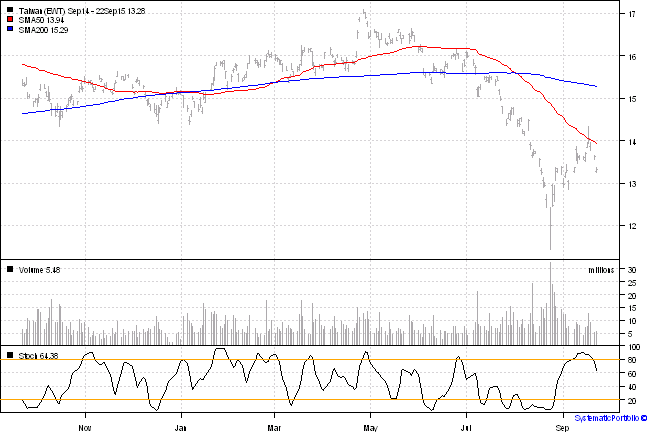 Taiwan (EWT) Sep14 - 22Sep15 13.28
SMA50 13.94
SMA200 15.29
17
16
15
14
13
12
Volume 5.48
millions
30
25
20
15
10
5
Stoch 64.38
100
80
60
40
20
Nov Jan Mar May Jul Sep
SystematicPortfolio ©